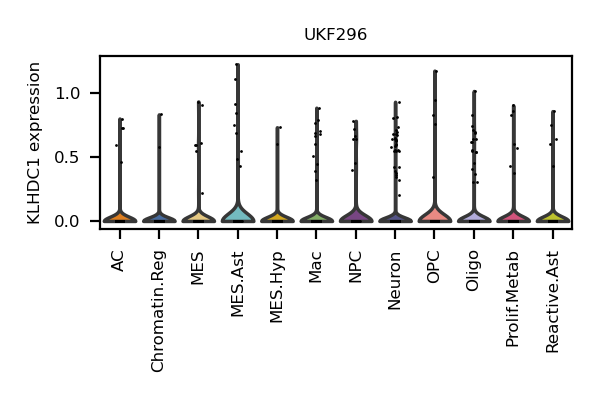 UKF296
KLHDC1 expression
1.0
0.5
0.0
AC
Chromatin.Reg
MES
MES.Ast
MES.Hyp
Mac
NPC
Neuron
OPC
Oligo
Prolif.Metab
Reactive.Ast